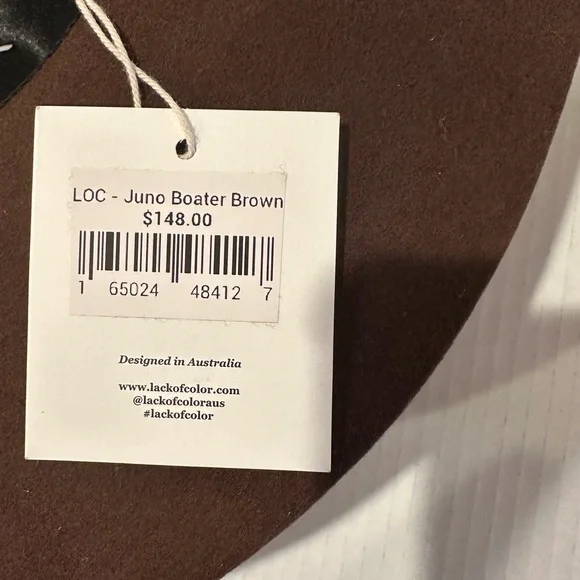 LOC - Juno Boater Brown
$148.00
1 65024 48412 7
Designed in Australia
www.lackofcolor.com
@lackofcoloraus
#lackofcolor